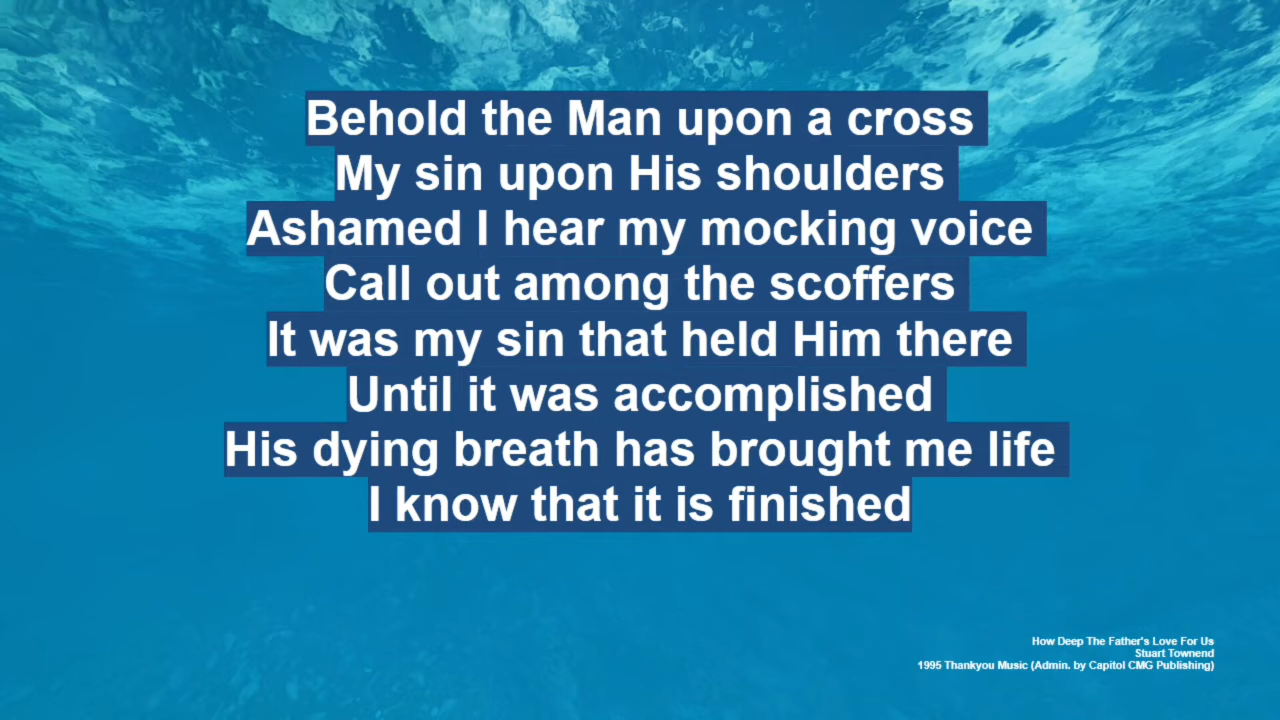 Behold the Man upon a cross
My sin upon His shoulders
Ashamed I hear my mocking voice
Call out among the scoffers
It was my sin that held Him there
Until it was accomplished
His dying breath has brought me life
I know that it is finished
How Deep The Father's Love For Us
Stuart Townend
1995 Thankyou Music (Admin. by Capitol CMG Publishing)